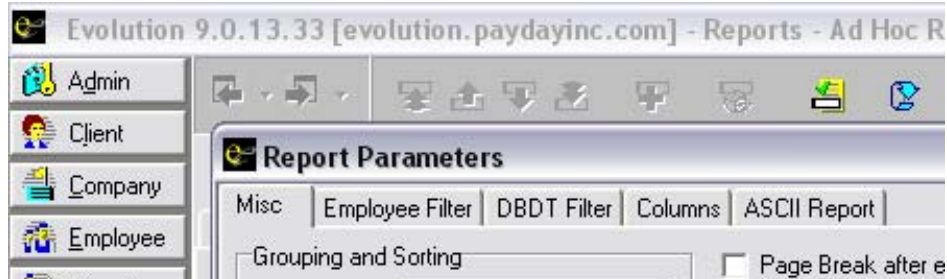 Evolution 9.0.13.33 [evolution.paydayinc.com] - Reports - Ad Hoc R
Admin
Client
Report Parameters
Company
Misc Employee Filter DBDT Filter Columns ASCII Report
Employee
Grouping and Sorting Page Break after e